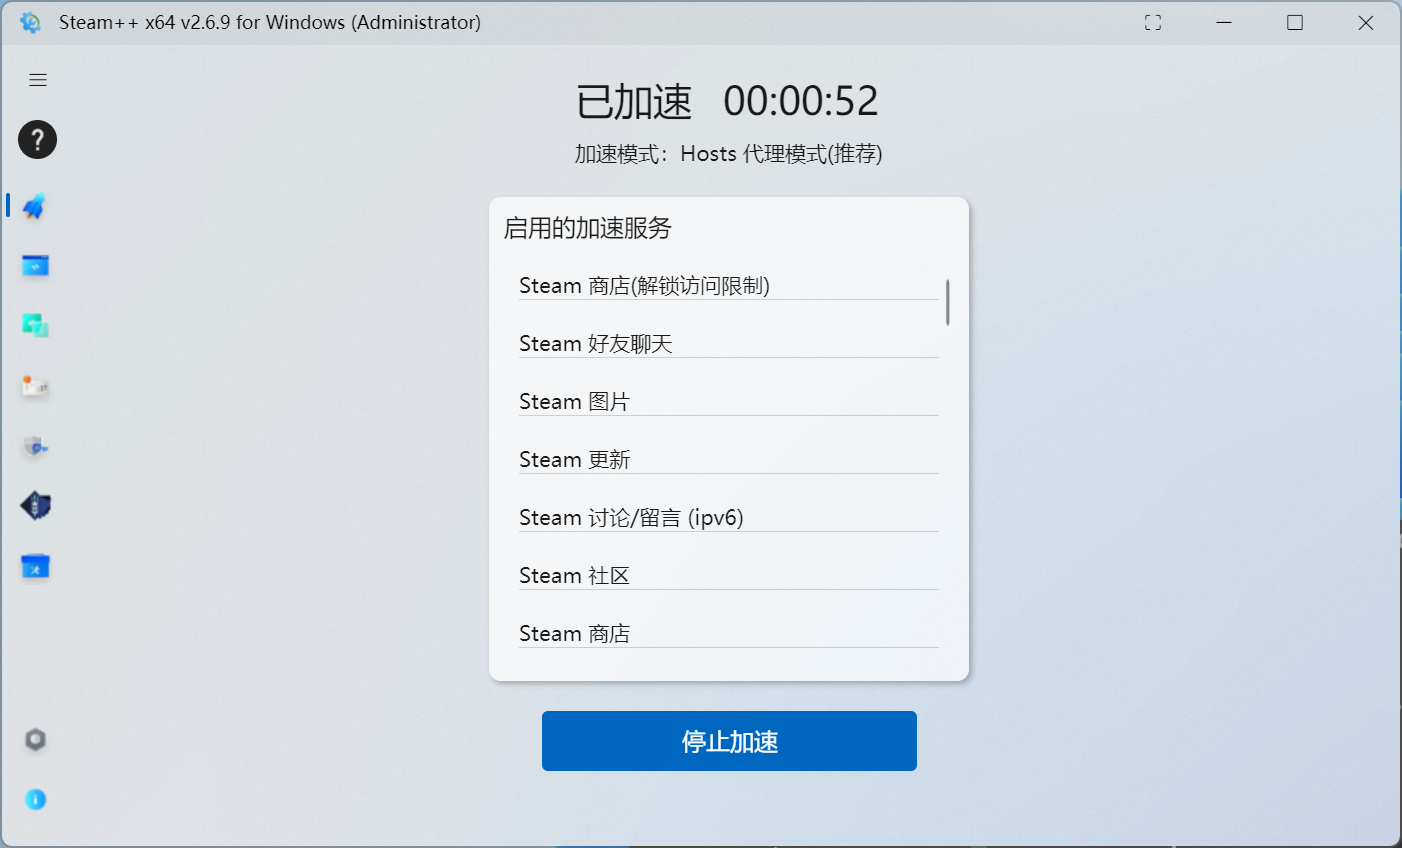 Steam++ x64 v2.6.9 for Windows (Administrator)
已加速 00:00:52
加速模式：Hosts 代理模式(推荐)
启用的加速服务
Steam 商店(解锁访问限制)
Steam 好友聊天
Steam 图片
Steam 更新
Steam 讨论/留言 (ipv6)
Steam 社区
Steam 商店
停止加速